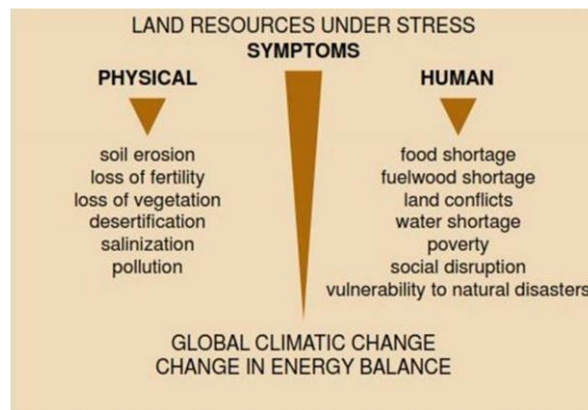 LAND RESOURCES UNDER STRESS
SYMPTOMS
PHYSICAL
soil erosion
loss of fertility
loss of vegetation
desertification
salinization
pollution
HUMAN
food shortage
fuelwood shortage
land conflicts
water shortage
poverty
social disruption
vulnerability to natural disasters
GLOBAL CLIMATIC CHANGE
CHANGE IN ENERGY BALANCE